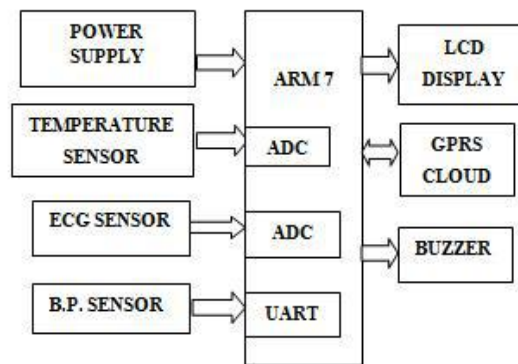 POWER
SUPPLY
TEMPERATURE
SENSOR
ECG SENSOR
B.P. SENSOR
ARM 7
ADC
ADC
UART
LCD
DISPLAY
GPRS
CLOUD
BUZZER